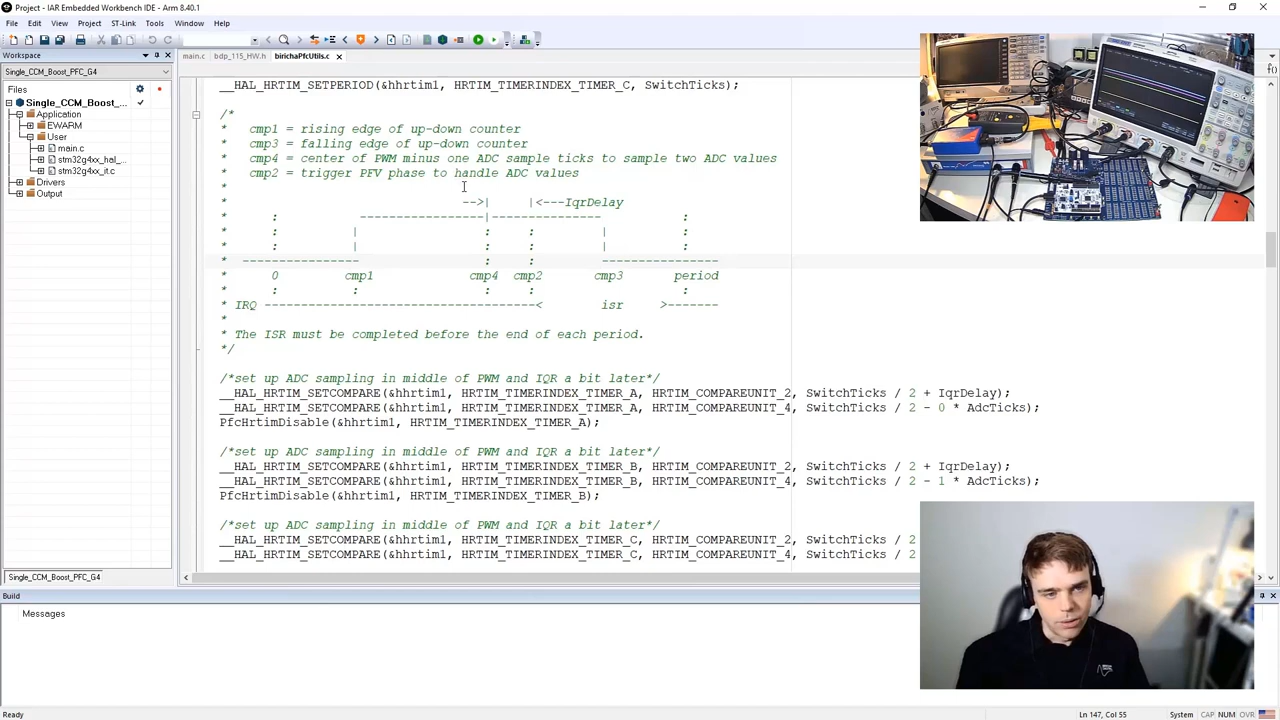 Project - IAR Embedded Workbench IDE - Arm 8.40.1
File Edit View Project ST-Link Tools Window Help
Workspace
main.c bdp_115_HW.h birichaPfcUtils.c
Single_CCM_Boost_PFC_G4
Files
Single_CCM_Boost_...
Application
EWARM
User
main.c
stm32g4xx_hal_...
stm32g4xx_it.c
Drivers
Output
Single_CCM_Boost_PFC_G4
f()
__HAL_HRTIM_SETPERIOD(&hhrtim1, HRTIM_TIMERINDEX_TIMER_C, SwitchTicks);
/*
* cmp1 = rising edge of up-down counter
* cmp3 = falling edge of up-down counter
* cmp4 = center of PWM minus one ADC sample ticks to sample two ADC values
* cmp2 = trigger PFV phase to handle ADC values
*
* -->| |<---IqrDelay
* : -----------------|--------------- :
* : | : : | :
* : | : : | :
* ---------------- : : ----------------
* 0 cmp1 cmp4 cmp2 cmp3 period
* : : : : :
* IRQ -------------------------------------< isr >-------
*
* The ISR must be completed before the end of each period.
*/
/*set up ADC sampling in middle of PWM and IQR a bit later*/
__HAL_HRTIM_SETCOMPARE(&hhrtim1, HRTIM_TIMERINDEX_TIMER_A, HRTIM_COMPAREUNIT_2, SwitchTicks / 2 + IqrDelay);
__HAL_HRTIM_SETCOMPARE(&hhrtim1, HRTIM_TIMERINDEX_TIMER_A, HRTIM_COMPAREUNIT_4, SwitchTicks / 2 - 0 * AdcTicks);
PfcHrtimDisable(&hhrtim1, HRTIM_TIMERINDEX_TIMER_A);
/*set up ADC sampling in middle of PWM and IQR a bit later*/
__HAL_HRTIM_SETCOMPARE(&hhrtim1, HRTIM_TIMERINDEX_TIMER_B, HRTIM_COMPAREUNIT_2, SwitchTicks / 2 + IqrDelay);
__HAL_HRTIM_SETCOMPARE(&hhrtim1, HRTIM_TIMERINDEX_TIMER_B, HRTIM_COMPAREUNIT_4, SwitchTicks / 2 - 1 * AdcTicks);
PfcHrtimDisable(&hhrtim1, HRTIM_TIMERINDEX_TIMER_B);
/*set up ADC sampling in middle of PWM and IQR a bit later*/
__HAL_HRTIM_SETCOMPARE(&hhrtim1, HRTIM_TIMERINDEX_TIMER_C, HRTIM_COMPAREUNIT_2, SwitchTicks / 2
__HAL_HRTIM_SETCOMPARE(&hhrtim1, HRTIM_TIMERINDEX_TIMER_C, HRTIM_COMPAREUNIT_4, SwitchTicks / 2
Build
Messages
Ready
Ln 147, Col 55 System CAP NUM OVR